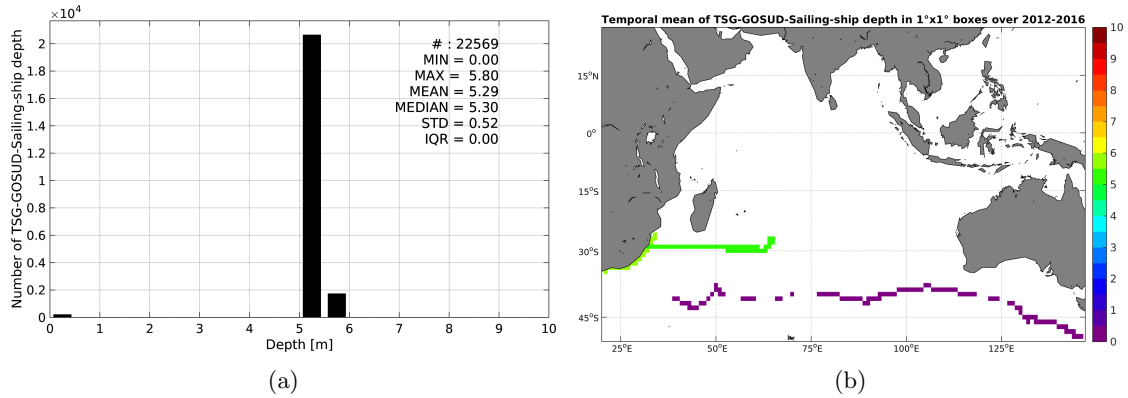 ×10⁴
Number of TSG-GOSUD-Sailing-ship depth
2
1.8
1.6
1.4
1.2
1
0.8
0.6
0.4
0.2
0
# : 22569
MIN = 0.00
MAX = 5.80
MEAN = 5.29
MEDIAN = 5.30
STD = 0.52
IQR = 0.00
0 1 2 3 4 5 6 7 8 9 10
Depth [m]
(a)
Temporal mean of TSG-GOSUD-Sailing-ship depth in 1°x1° boxes over 2012-2016
15°N
0°
15°S
30°S
45°S
25°E 50°E 75°E 100°E 125°E
10
9
8
7
6
5
4
3
2
1
0
(b)